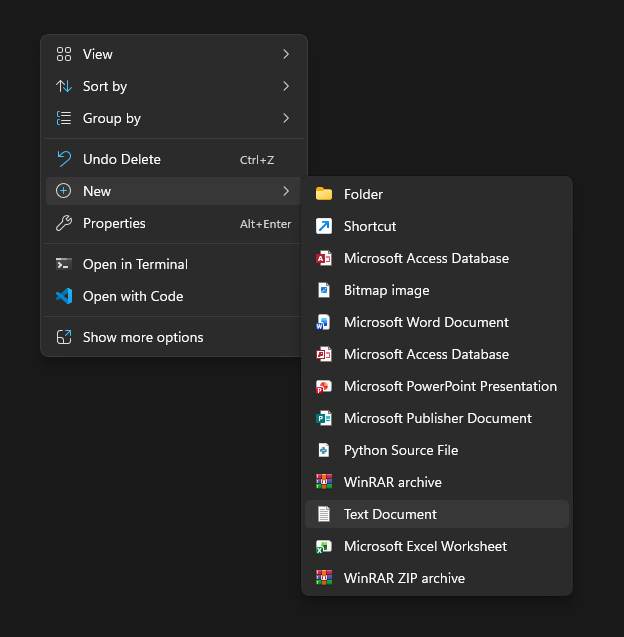 View
Sort by
Group by
Undo Delete Ctrl+Z
New
Properties Alt+Enter
Open in Terminal
Open with Code
Show more options
Folder
Shortcut
Microsoft Access Database
Bitmap image
Microsoft Word Document
Microsoft Access Database
Microsoft PowerPoint Presentation
Microsoft Publisher Document
Python Source File
WinRAR archive
Text Document
Microsoft Excel Worksheet
WinRAR ZIP archive